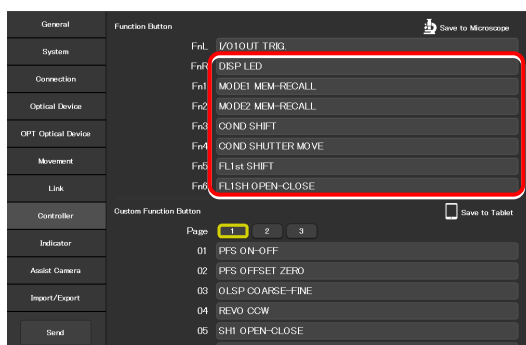 General
System
Connection
Optical Device
OPT Optical Device
Movement
Link
Controller
Indicator
Assist Camera
Import/Export
Send
Function Button
Save to Microscope
FnL I/O1OUT TRIG.
FnR DISP LED
Fn1 MODE1 MEM-RECALL
Fn2 MODE2 MEM-RECALL
Fn3 COND SHIFT
Fn4 COND SHUTTER MOVE
Fn5 FL1st SHIFT
Fn6 FL1SH OPEN-CLOSE
Custom Function Button
Save to Tablet
Page 1 2 3
01 PFS ON-OFF
02 PFS OFFSET ZERO
03 OLSP COARSE-FINE
04 REVO CCW
05 SH1 OPEN-CLOSE